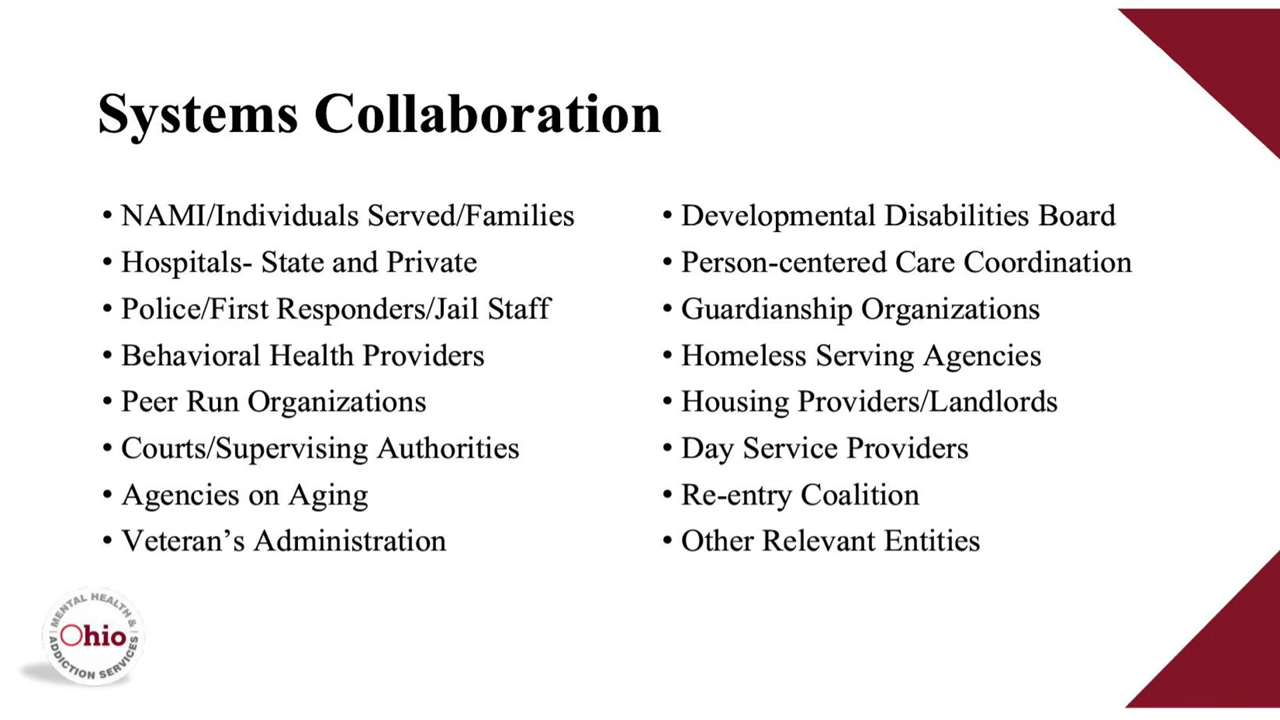 Systems Collaboration
• NAMI/Individuals Served/Families
• Hospitals- State and Private
• Police/First Responders/Jail Staff
• Behavioral Health Providers
• Peer Run Organizations
• Courts/Supervising Authorities
• Agencies on Aging
• Veteran’s Administration
• Developmental Disabilities Board
• Person-centered Care Coordination
• Guardianship Organizations
• Homeless Serving Agencies
• Housing Providers/Landlords
• Day Service Providers
• Re-entry Coalition
• Other Relevant Entities
MENTAL HEALTH &
Ohio
ADDICTION SERVICES